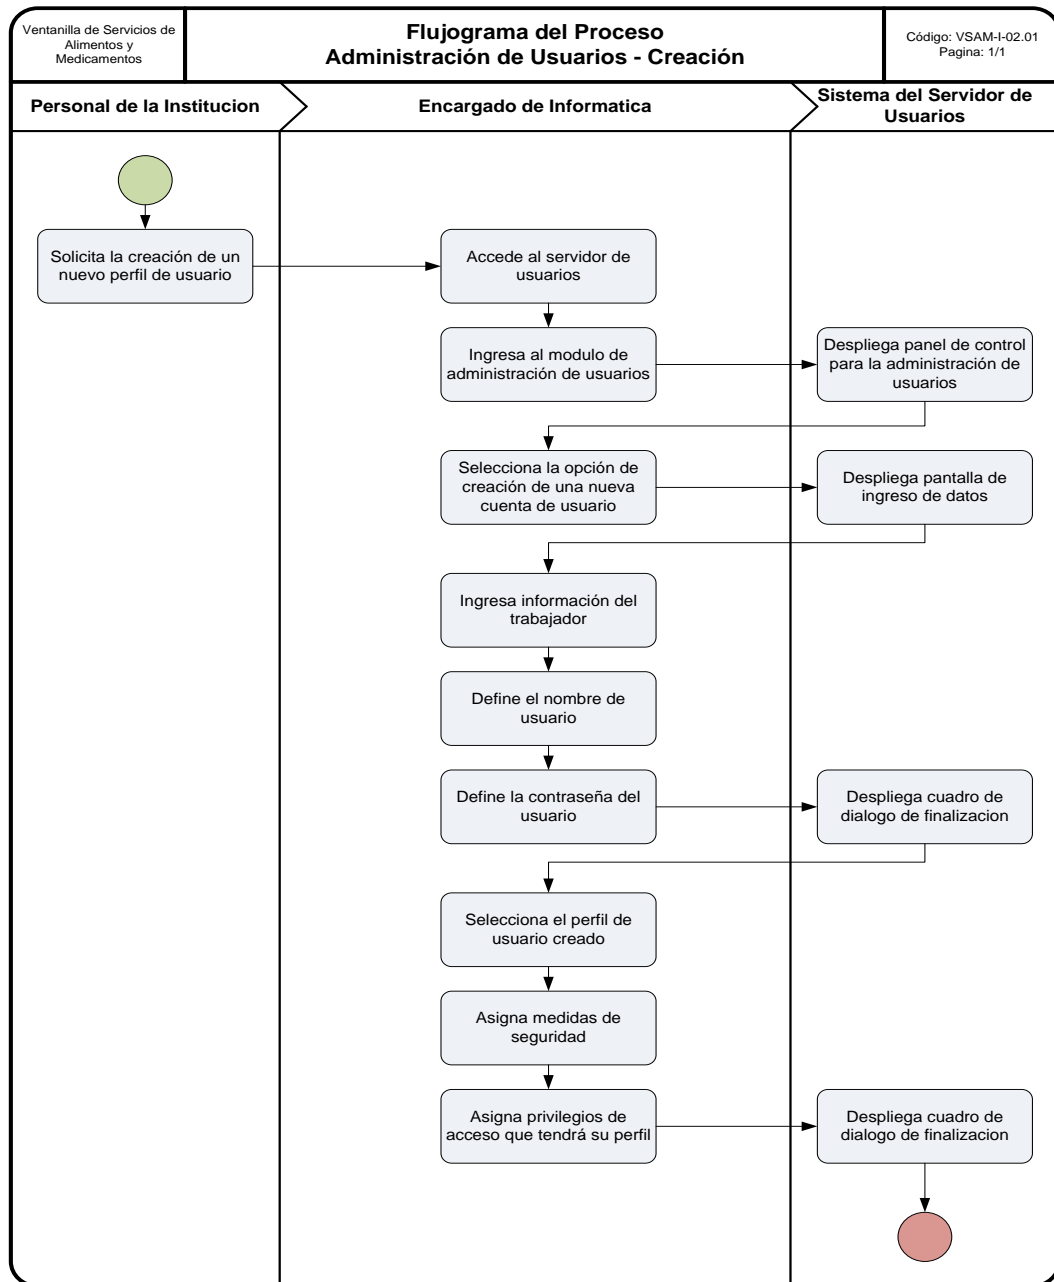 Ventanilla de Servicios de
Alimentos y
Medicamentos
Flujograma del Proceso
Administración de Usuarios - Creación
Código: VSAM-I-02.01
Pagina: 1/1
Personal de la Institucion
Encargado de Informatica
Sistema del Servidor de
Usuarios
Solicita la creación de un
nuevo perfil de usuario
Accede al servidor de
usuarios
Ingresa al modulo de
administración de usuarios
Despliega panel de control
para la administración de
usuarios
Selecciona la opción de
creación de una nueva
cuenta de usuario
Despliega pantalla de
ingreso de datos
Ingresa información del
trabajador
Define el nombre de
usuario
Define la contraseña del
usuario
Despliega cuadro de
dialogo de finalizacion
Selecciona el perfil de
usuario creado
Asigna medidas de
seguridad
Asigna privilegios de
acceso que tendrá su perfil
Despliega cuadro de
dialogo de finalizacion